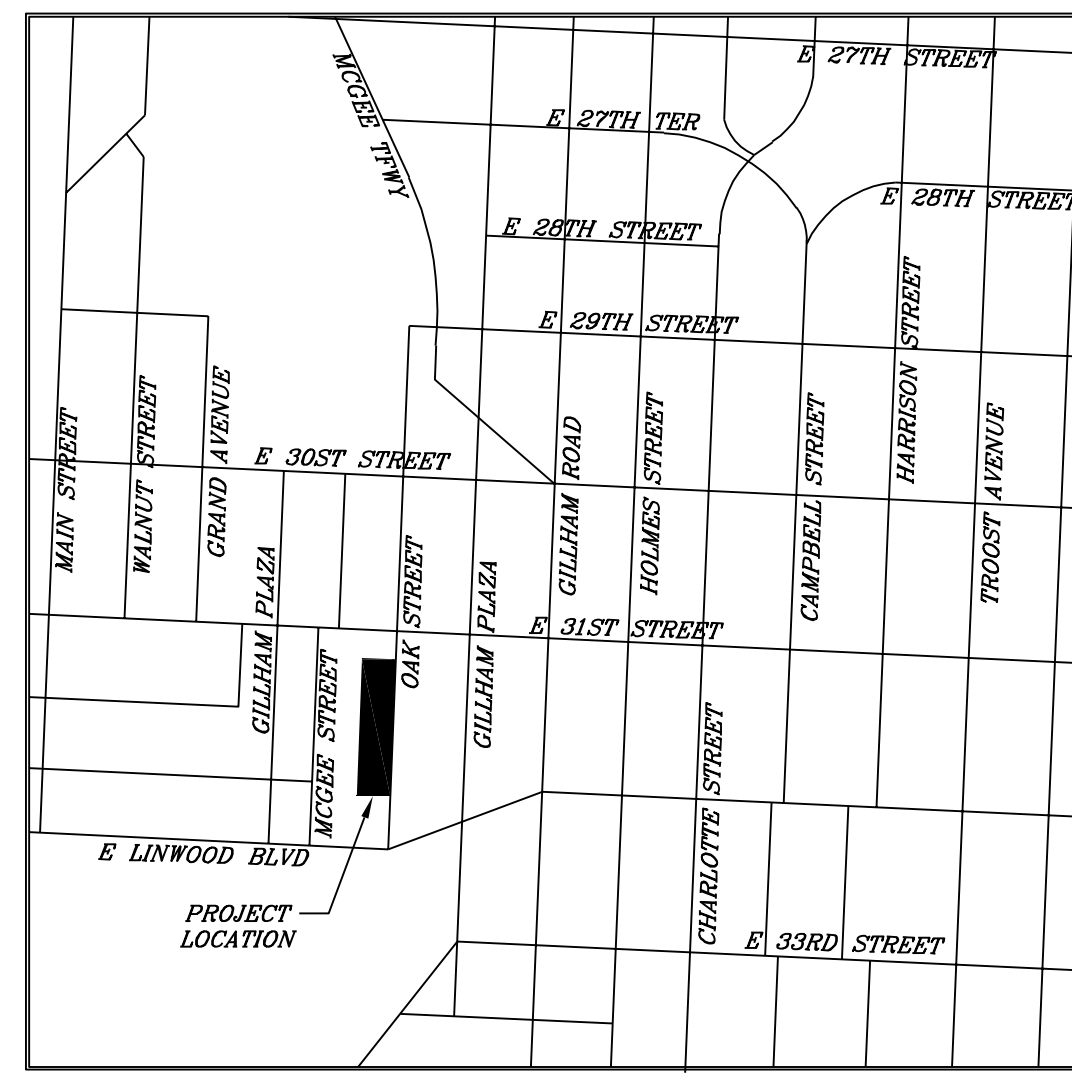 E 27TH STREET
MCGEE TFWY
E 27TH TER
E 28TH STREET
E 28TH STREET
E 29TH STREET
HARRISON STREET
MAIN STREET
WALNUT STREET
GRAND AVENUE
E 30ST STREET
GILLHAM ROAD
HOLMES STREET
CAMPBELL STREET
TROOST AVENUE
GILLHAM PLAZA
OAK STREET
GILLHAM PLAZA
E 31ST STREET
MCGEE STREET
CHARLOTTE STREET
E LINWOOD BLVD
PROJECT
LOCATION
E 33RD STREET